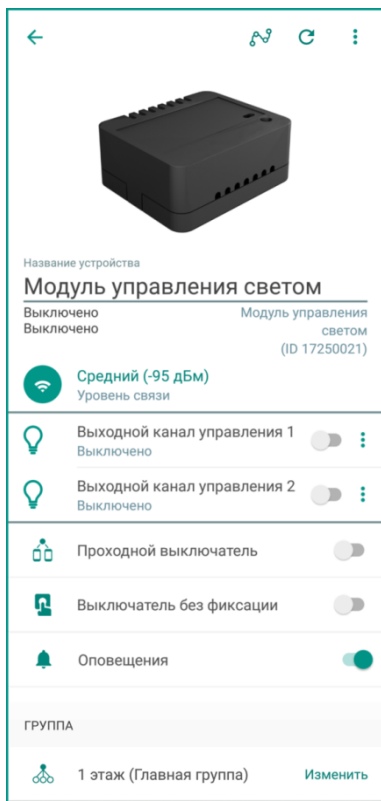 Название устройства
Модуль управления светом
Выключено
Выключено
Модуль управления
светом
(ID 17250021)
Средний (-95 дБм)
Уровень связи
Выходной канал управления 1
Выключено
Выходной канал управления 2
Выключено
Проходной выключатель
Выключатель без фиксации
Оповещения
ГРУППА
1 этаж (Главная группа) Изменить